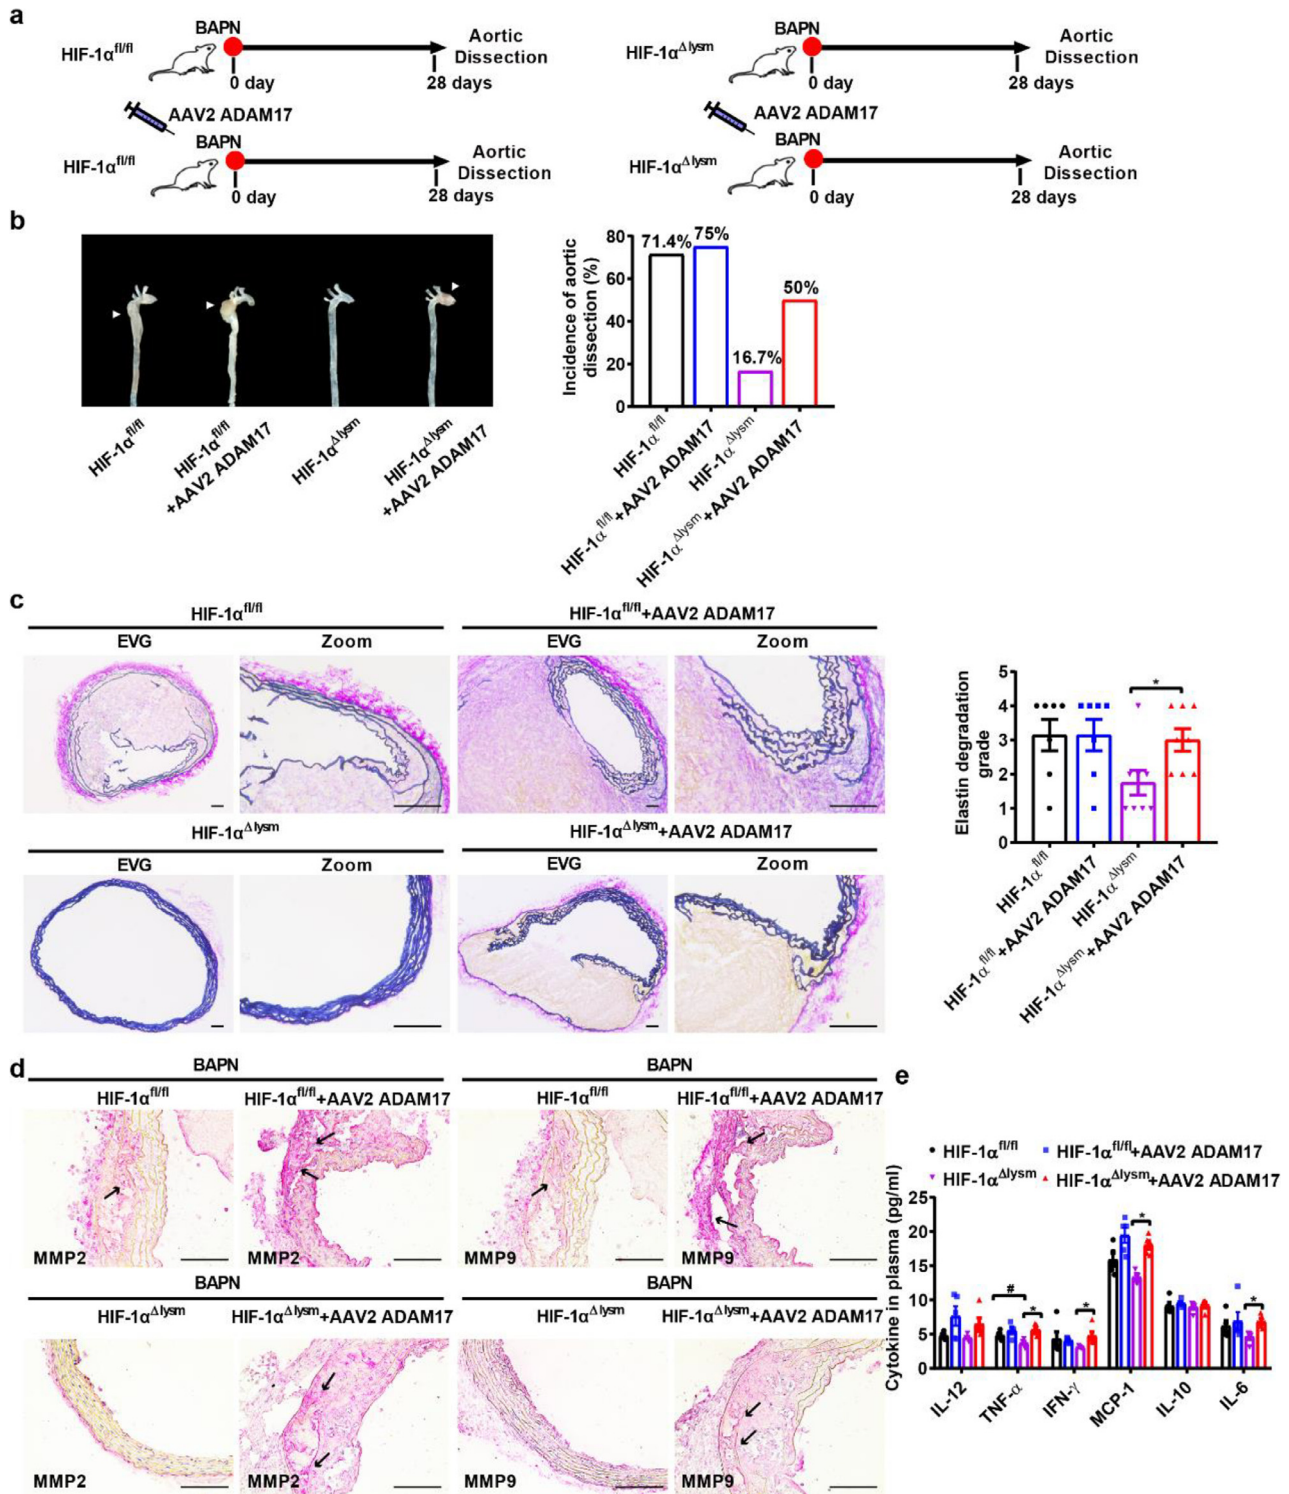 a
BAPN
HIF-1α^fl/fl
Aortic
Dissection
0 day
28 days
AAV2 ADAM17
BAPN
HIF-1α^fl/fl
Aortic
Dissection
0 day
28 days
BAPN
HIF-1α^Δlysm
Aortic
Dissection
0 day
28 days
AAV2 ADAM17
BAPN
HIF-1α^Δlysm
Aortic
Dissection
0 day
28 days
b
HIF-1α^fl/fl
HIF-1α^fl/fl
+AAV2 ADAM17
HIF-1α^Δlysm
HIF-1α^Δlysm
+AAV2 ADAM17
Incidence of aortic
dissection (%)
80
60
40
20
0
71.4%
75%
16.7%
50%
HIF-1α^fl/fl
HIF-1α^fl/fl+AAV2 ADAM17
HIF-1α^Δlysm
HIF-1α^Δlysm+AAV2 ADAM17
c
HIF-1α^fl/fl
HIF-1α^fl/fl+AAV2 ADAM17
EVG
Zoom
EVG
Zoom
HIF-1α^Δlysm
HIF-1α^Δlysm+AAV2 ADAM17
EVG
Zoom
EVG
Zoom
Elastin degradation
grade
5
4
3
2
1
0
*
HIF-1α^fl/fl
HIF-1α^fl/fl+AAV2 ADAM17
HIF-1α^Δlysm
HIF-1α^Δlysm+AAV2 ADAM17
d
BAPN
BAPN
HIF-1α^fl/fl
HIF-1α^fl/fl+AAV2 ADAM17
HIF-1α^fl/fl
HIF-1α^fl/fl+AAV2 ADAM17
MMP2
MMP2
MMP9
MMP9
BAPN
BAPN
HIF-1α^Δlysm
HIF-1α^Δlysm+AAV2 ADAM17
HIF-1α^Δlysm
HIF-1α^Δlysm+AAV2 ADAM17
MMP2
MMP2
MMP9
MMP9
e
HIF-1α^fl/fl
HIF-1α^fl/fl+AAV2 ADAM17
HIF-1α^Δlysm
HIF-1α^Δlysm+AAV2 ADAM17
Cytokine in plasma (pg/ml)
25
20
15
10
5
0
#
*
*
*
*
IL-12
TNF-α
IFN-γ
MCP-1
IL-10
IL-6